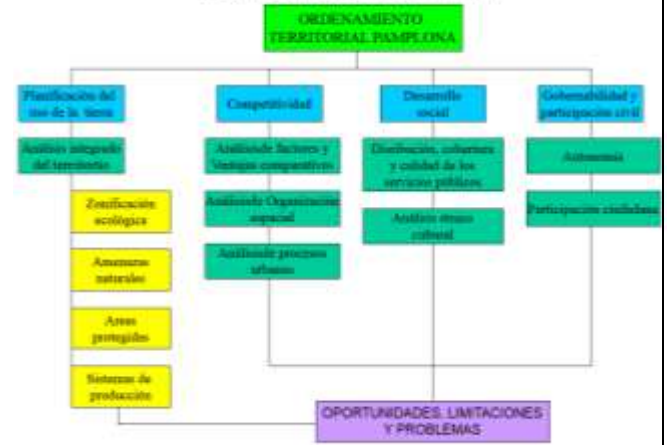 ORDENAMIENTO
TERRITORIAL PAMPLONA
Planificación del
uso de la tierra
Competitividad
Desarrollo
social
Gobernabilidad y
participación civil
Análisis integrado
del territorio
Análisis de factores y
Ventajas comparativas
Distribución, cobertura
y calidad de los
servicios públicos
Autonomía
Zonificación
ecológica
Análisis de Organización
espacial
Análisis étnico
cultural
Participación ciudadana
Amenazas
naturales
Análisis de procesos
urbanos
Areas
protegidas
Sistemas de
producción
OPORTUNIDADES, LIMITACIONES
Y PROBLEMAS